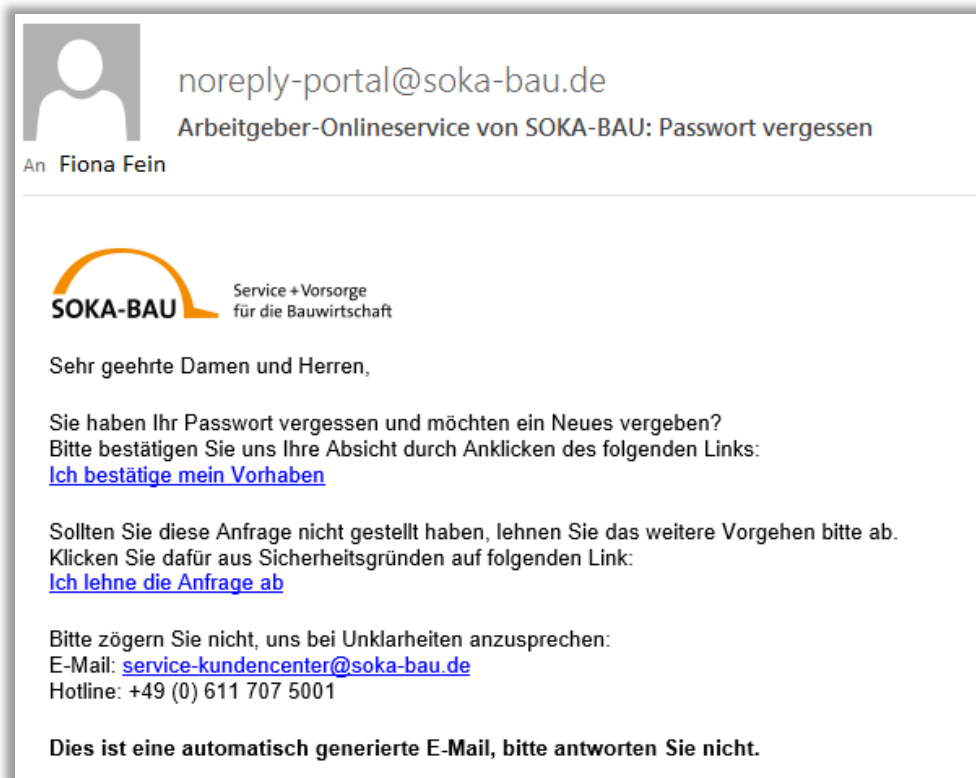 noreply-portal@soka-bau.de
Arbeitgeber-Onlineservice von SOKA-BAU: Passwort vergessen
An Fiona Fein
SOKA-BAU
Service + Vorsorge
für die Bauwirtschaft
Sehr geehrte Damen und Herren,
Sie haben Ihr Passwort vergessen und möchten ein Neues vergeben?
Bitte bestätigen Sie uns Ihre Absicht durch Anklicken des folgenden Links:
Ich bestätige mein Vorhaben
Sollten Sie diese Anfrage nicht gestellt haben, lehnen Sie das weitere Vorgehen bitte ab.
Klicken Sie dafür aus Sicherheitsgründen auf folgenden Link:
Ich lehne die Anfrage ab
Bitte zögern Sie nicht, uns bei Unklarheiten anzusprechen:
E-Mail: service-kundencenter@soka-bau.de
Hotline: +49 (0) 611 707 5001
Dies ist eine automatisch generierte E-Mail, bitte antworten Sie nicht.